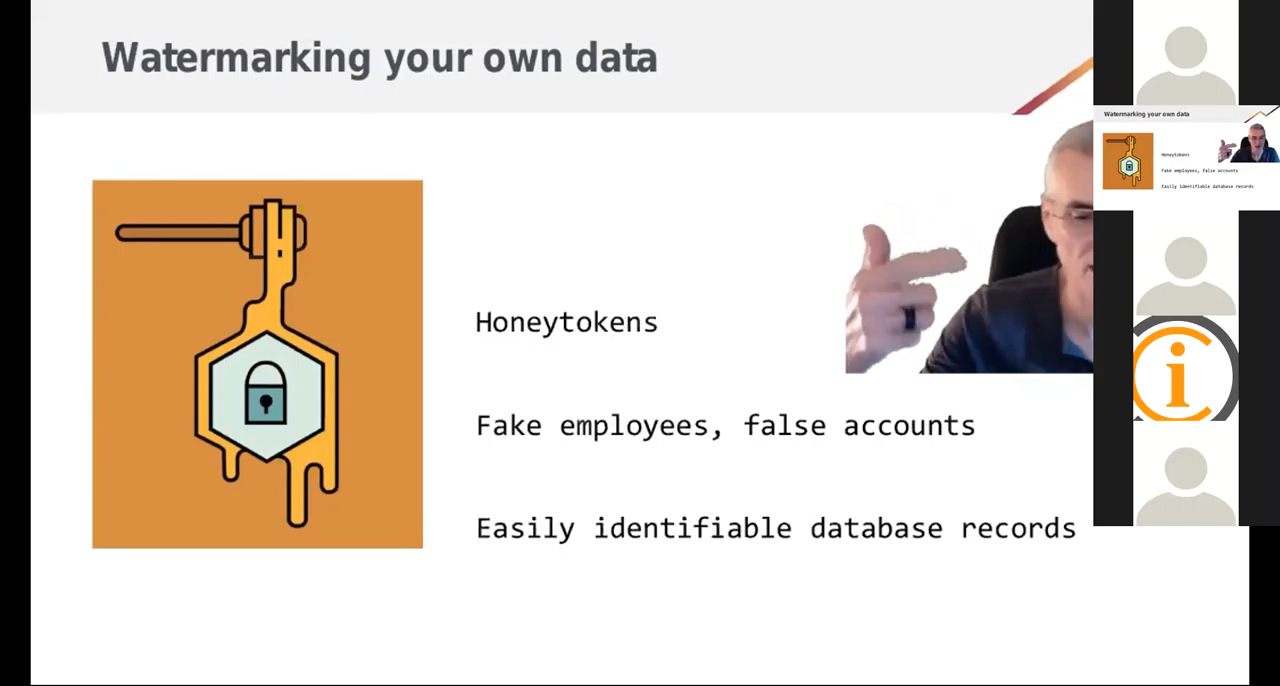 Watermarking your own data
Honeytokens
Fake employees, false accounts
Easily identifiable database records
Watermarking your own data
Honeytokens
Fake employees, false accounts
Easily identifiable database records
i